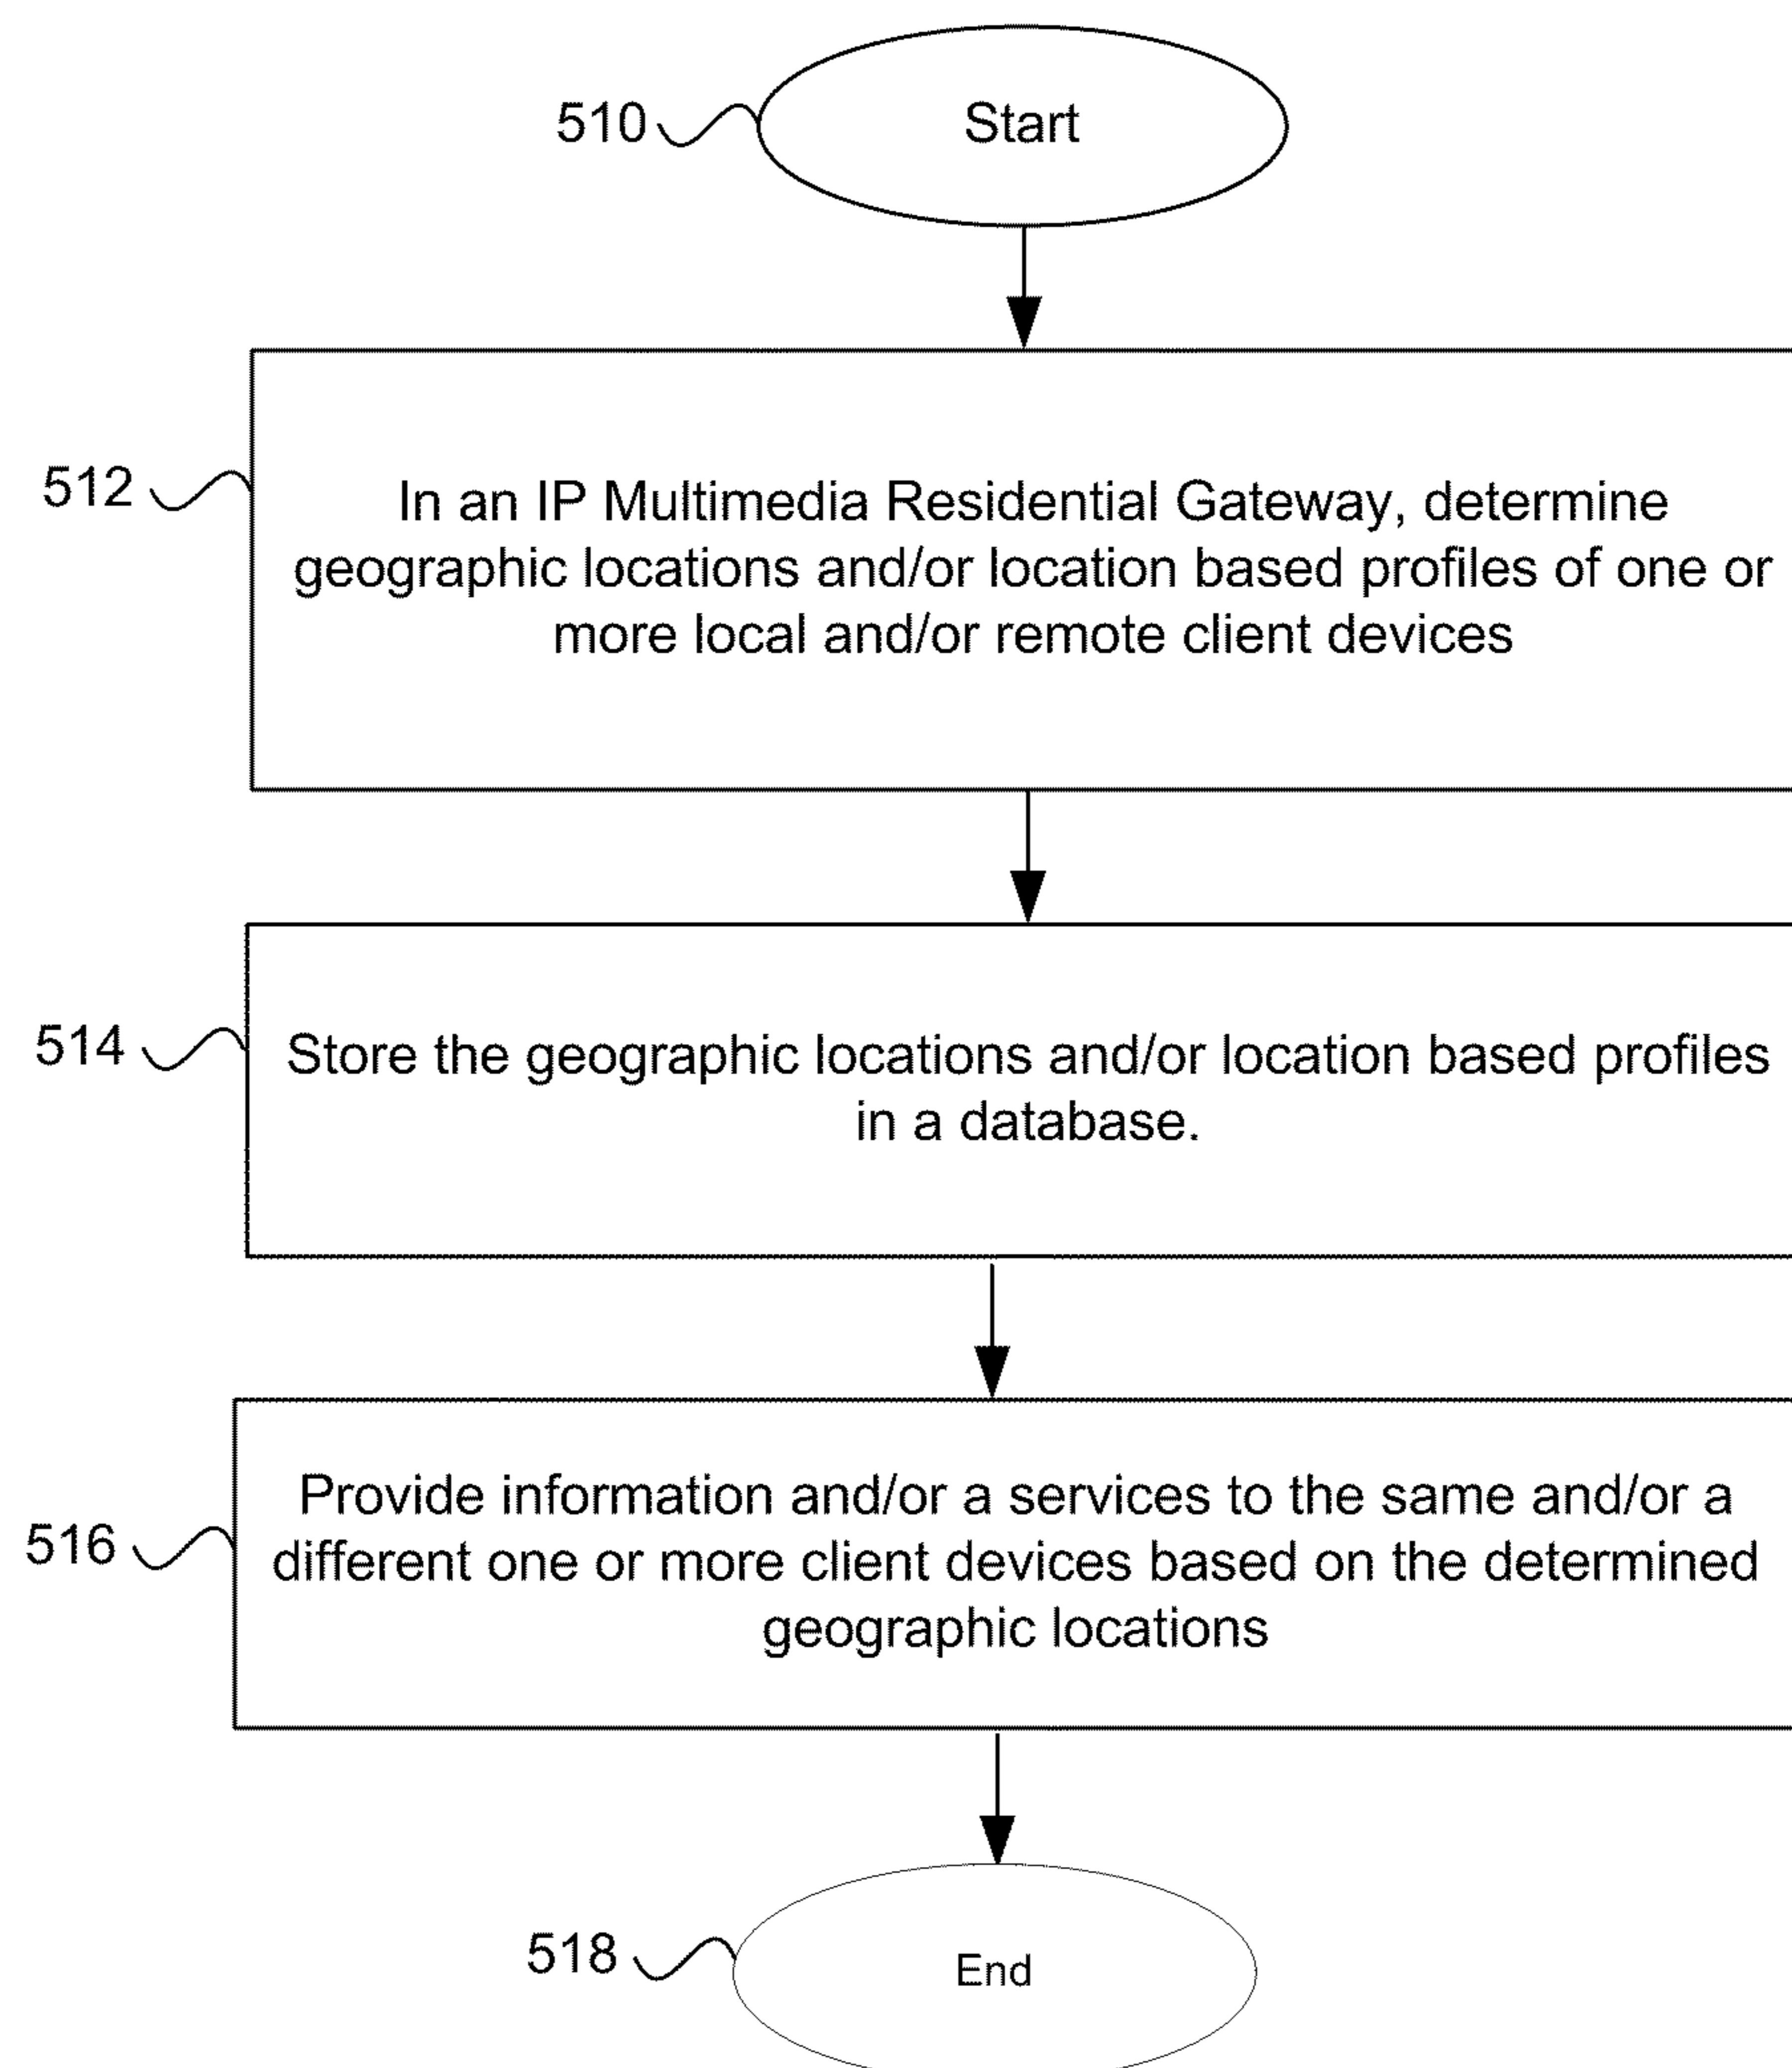 510
Start
512
In an IP Multimedia Residential Gateway, determine
geographic locations and/or location based profiles of one or
more local and/or remote client devices
514
Store the geographic locations and/or location based profiles
in a database.
516
Provide information and/or a services to the same and/or a
different one or more client devices based on the determined
geographic locations
518
End